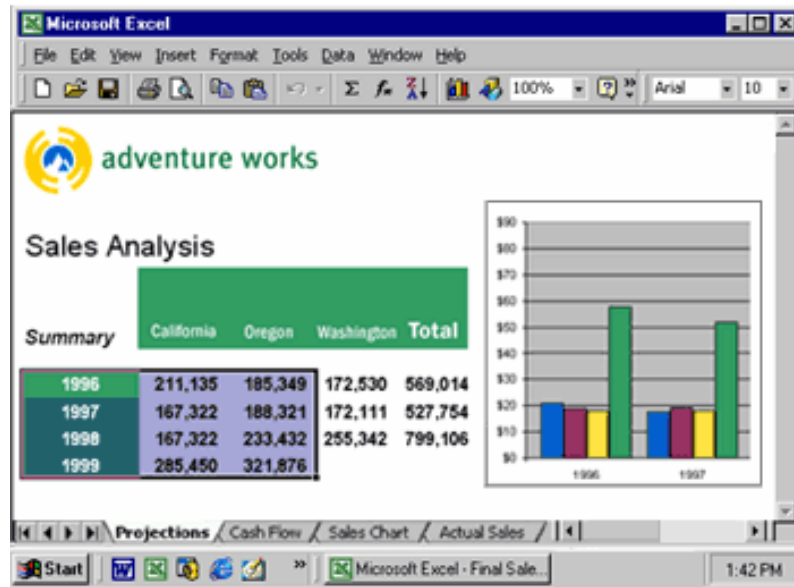 Microsoft Excel
File Edit View Insert Format Tools Data Window Help
100% Arial 10
adventure works
Sales Analysis
Summary California Oregon Washington Total
1996 211,135 185,349 172,530 569,014
1997 167,322 188,321 172,111 527,754
1998 167,322 233,432 255,342 799,106
1999 285,450 321,876
$90
$80
$70
$60
$50
$40
$30
$20
$10
$0
1996 1997
Projections Cash Flow Sales Chart Actual Sales
Start Microsoft Excel - Final Sale... 1:42 PM